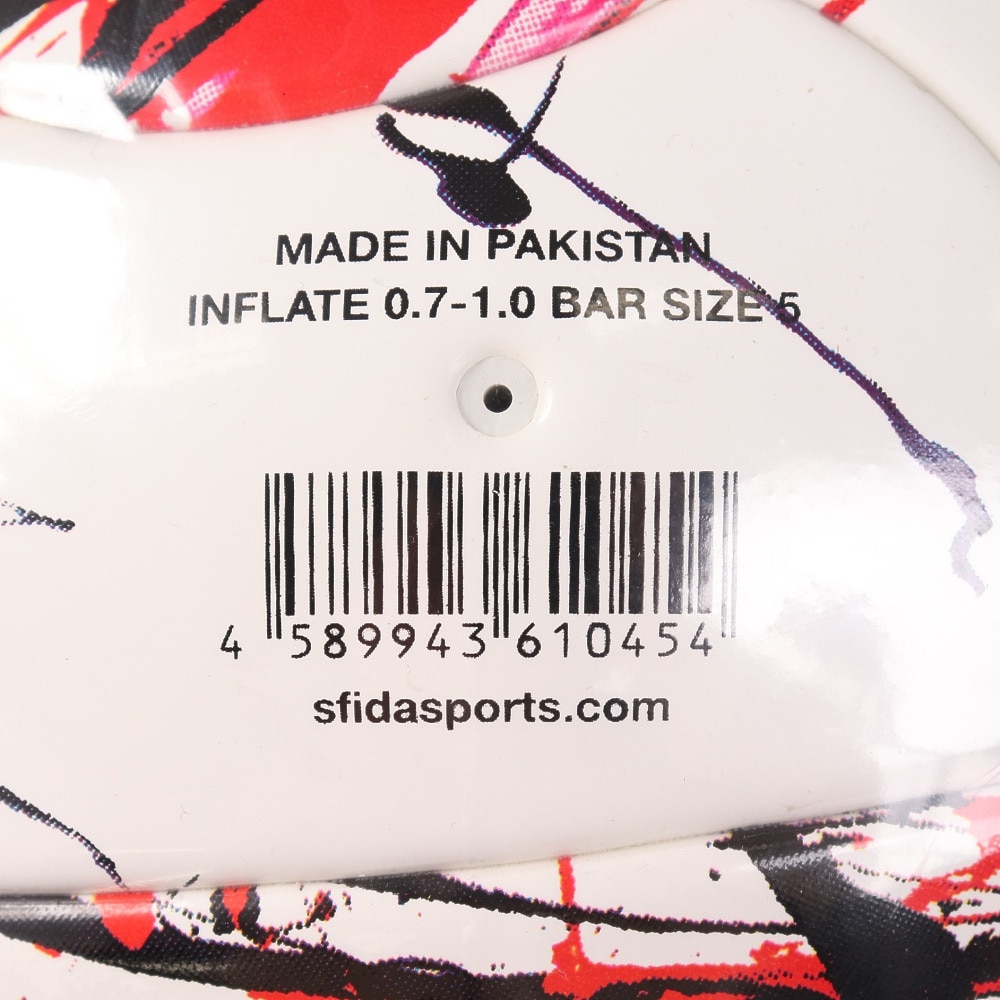 MADE IN PAKISTAN
INFLATE 0.7-1.0 BAR SIZE 5
4 589943 610454
sfidasports.com